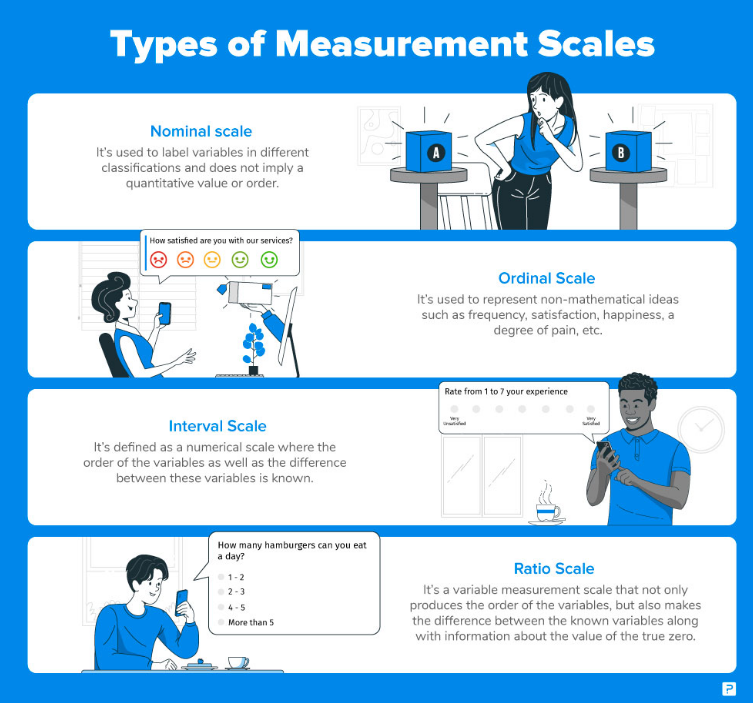 Types of Measurement Scales
Nominal scale
It's used to label variables in different
classifications and does not imply a
quantitative value or order.
A
B
How satisfied are you with our services?
Ordinal Scale
It's used to represent non-mathematical ideas
such as frequency, satisfaction, happiness, a
degree of pain, etc.
Interval Scale
It's defined as a numerical scale where the
order of the variables as well as the difference
between these variables is known.
Rate from 1 to 7 your experience
Very
Unsatisfied
Very
Satisfied
How many hamburgers can you eat
a day?
1 - 2
2 - 3
4 - 5
More than 5
Ratio Scale
It's a variable measurement scale that not only
produces the order of the variables, but also makes
the difference between the known variables along
with information about the value of the true zero.